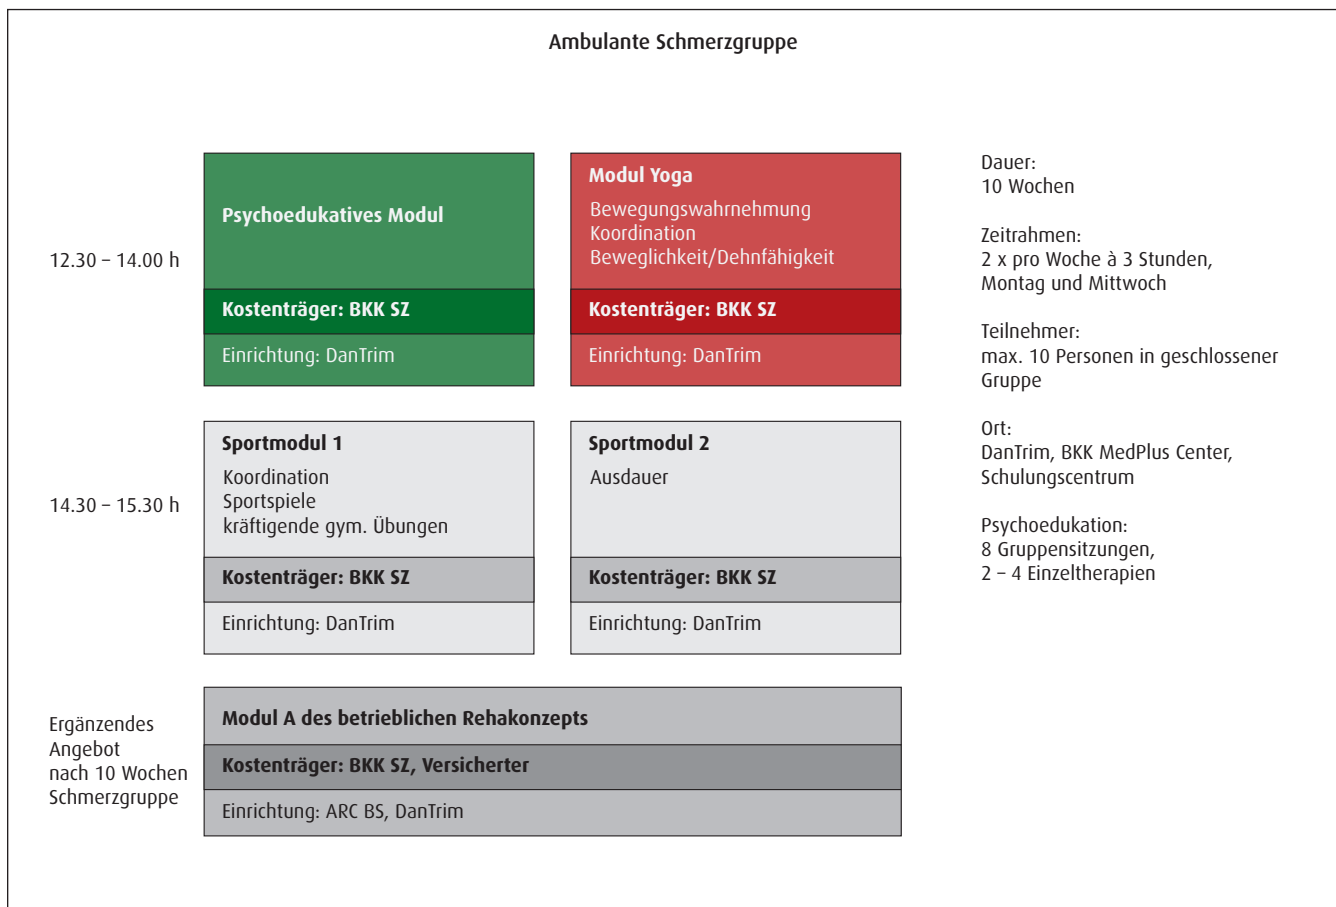 Ambulante Schmerzgruppe
12.30 – 14.00 h
Psychoedukatives Modul
Kostenträger: BKK SZ
Einrichtung: DanTrim
Modul Yoga
Bewegungswahrnehmung
Koordination
Beweglichkeit/Dehnfähigkeit
Kostenträger: BKK SZ
Einrichtung: DanTrim
14.30 – 15.30 h
Sportmodul 1
Koordination
Sportspiele
kräftigende gym. Übungen
Kostenträger: BKK SZ
Einrichtung: DanTrim
Sportmodul 2
Ausdauer
Kostenträger: BKK SZ
Einrichtung: DanTrim
Ergänzendes
Angebot
nach 10 Wochen
Schmerzgruppe
Modul A des betrieblichen Rehakonzepts
Kostenträger: BKK SZ, Versicherter
Einrichtung: ARC BS, DanTrim
Dauer:
10 Wochen
Zeitrahmen:
2 x pro Woche à 3 Stunden,
Montag und Mittwoch
Teilnehmer:
max. 10 Personen in geschlossener
Gruppe
Ort:
DanTrim, BKK MedPlus Center,
Schulungscentrum
Psychoedukation:
8 Gruppensitzungen,
2 – 4 Einzeltherapien